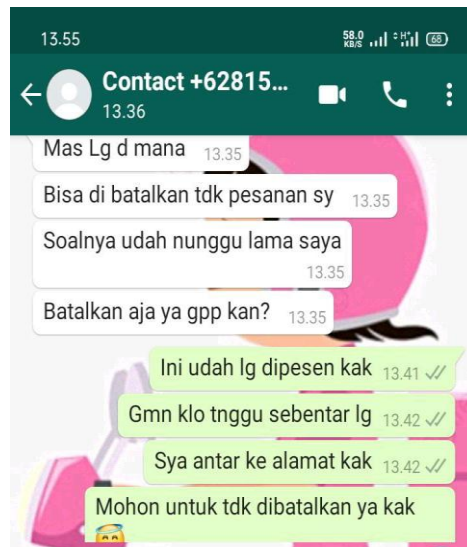 13.55
58.0 KB/S
68
Contact +62815...
13.36
Mas Lg d mana 13.35
Bisa di batalkan tdk pesanan sy 13.35
Soalnya udah nunggu lama saya
13.35
Batalkan aja ya gpp kan? 13.35
Ini udah lg dipesen kak 13.41
Gmn klo tnggu sebentar lg 13.42
Sya antar ke alamat kak 13.42
Mohon untuk tdk dibatalkan ya kak
😇